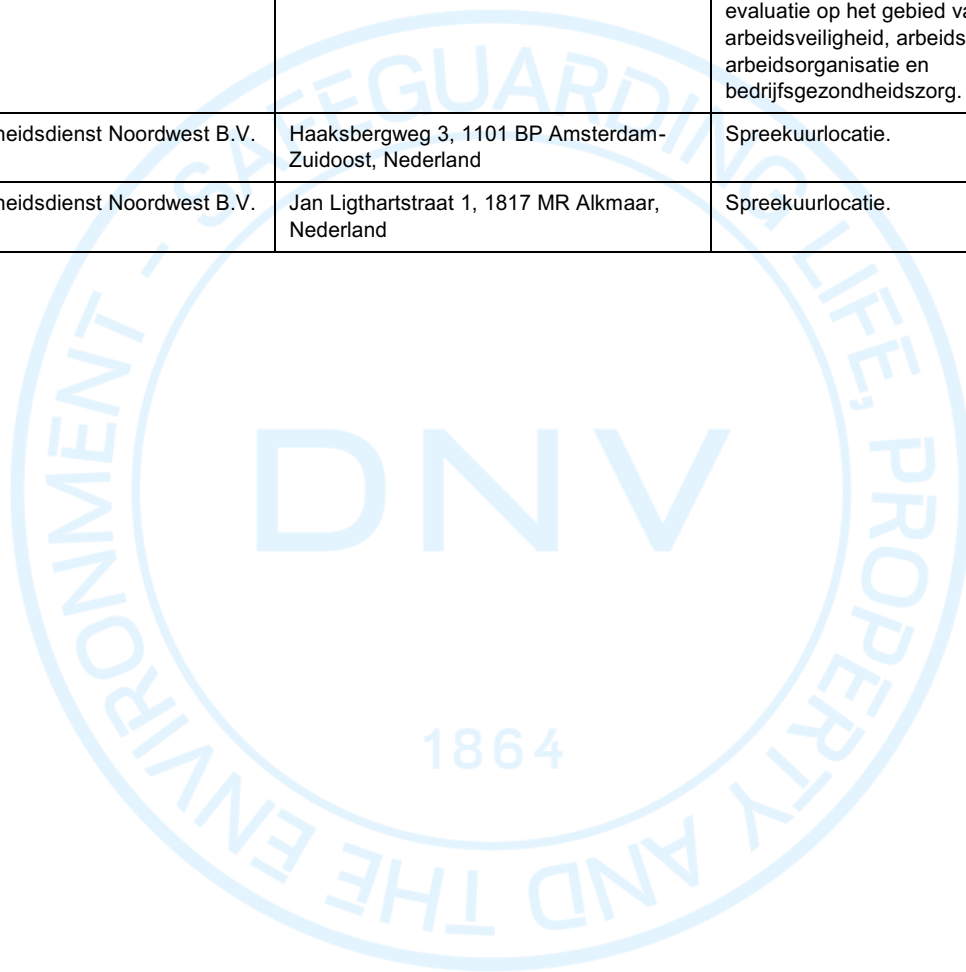 evaluatie op het gebied va
arbeidsveiligheid, arbeids
arbeidsorganisatie en
bedrijfsgezondheidszorg.
heidsdienst Noordwest B.V.
Haaksbergweg 3, 1101 BP Amsterdam-
Zuidoost, Nederland
Spreekuurlocatie.
heidsdienst Noordwest B.V.
Jan Ligthartstraat 1, 1817 MR Alkmaar,
Nederland
Spreekuurlocatie.
SAFEGUARDING LIFE, PROPERTY AND THE ENVIRONMENT -
DNV
1864